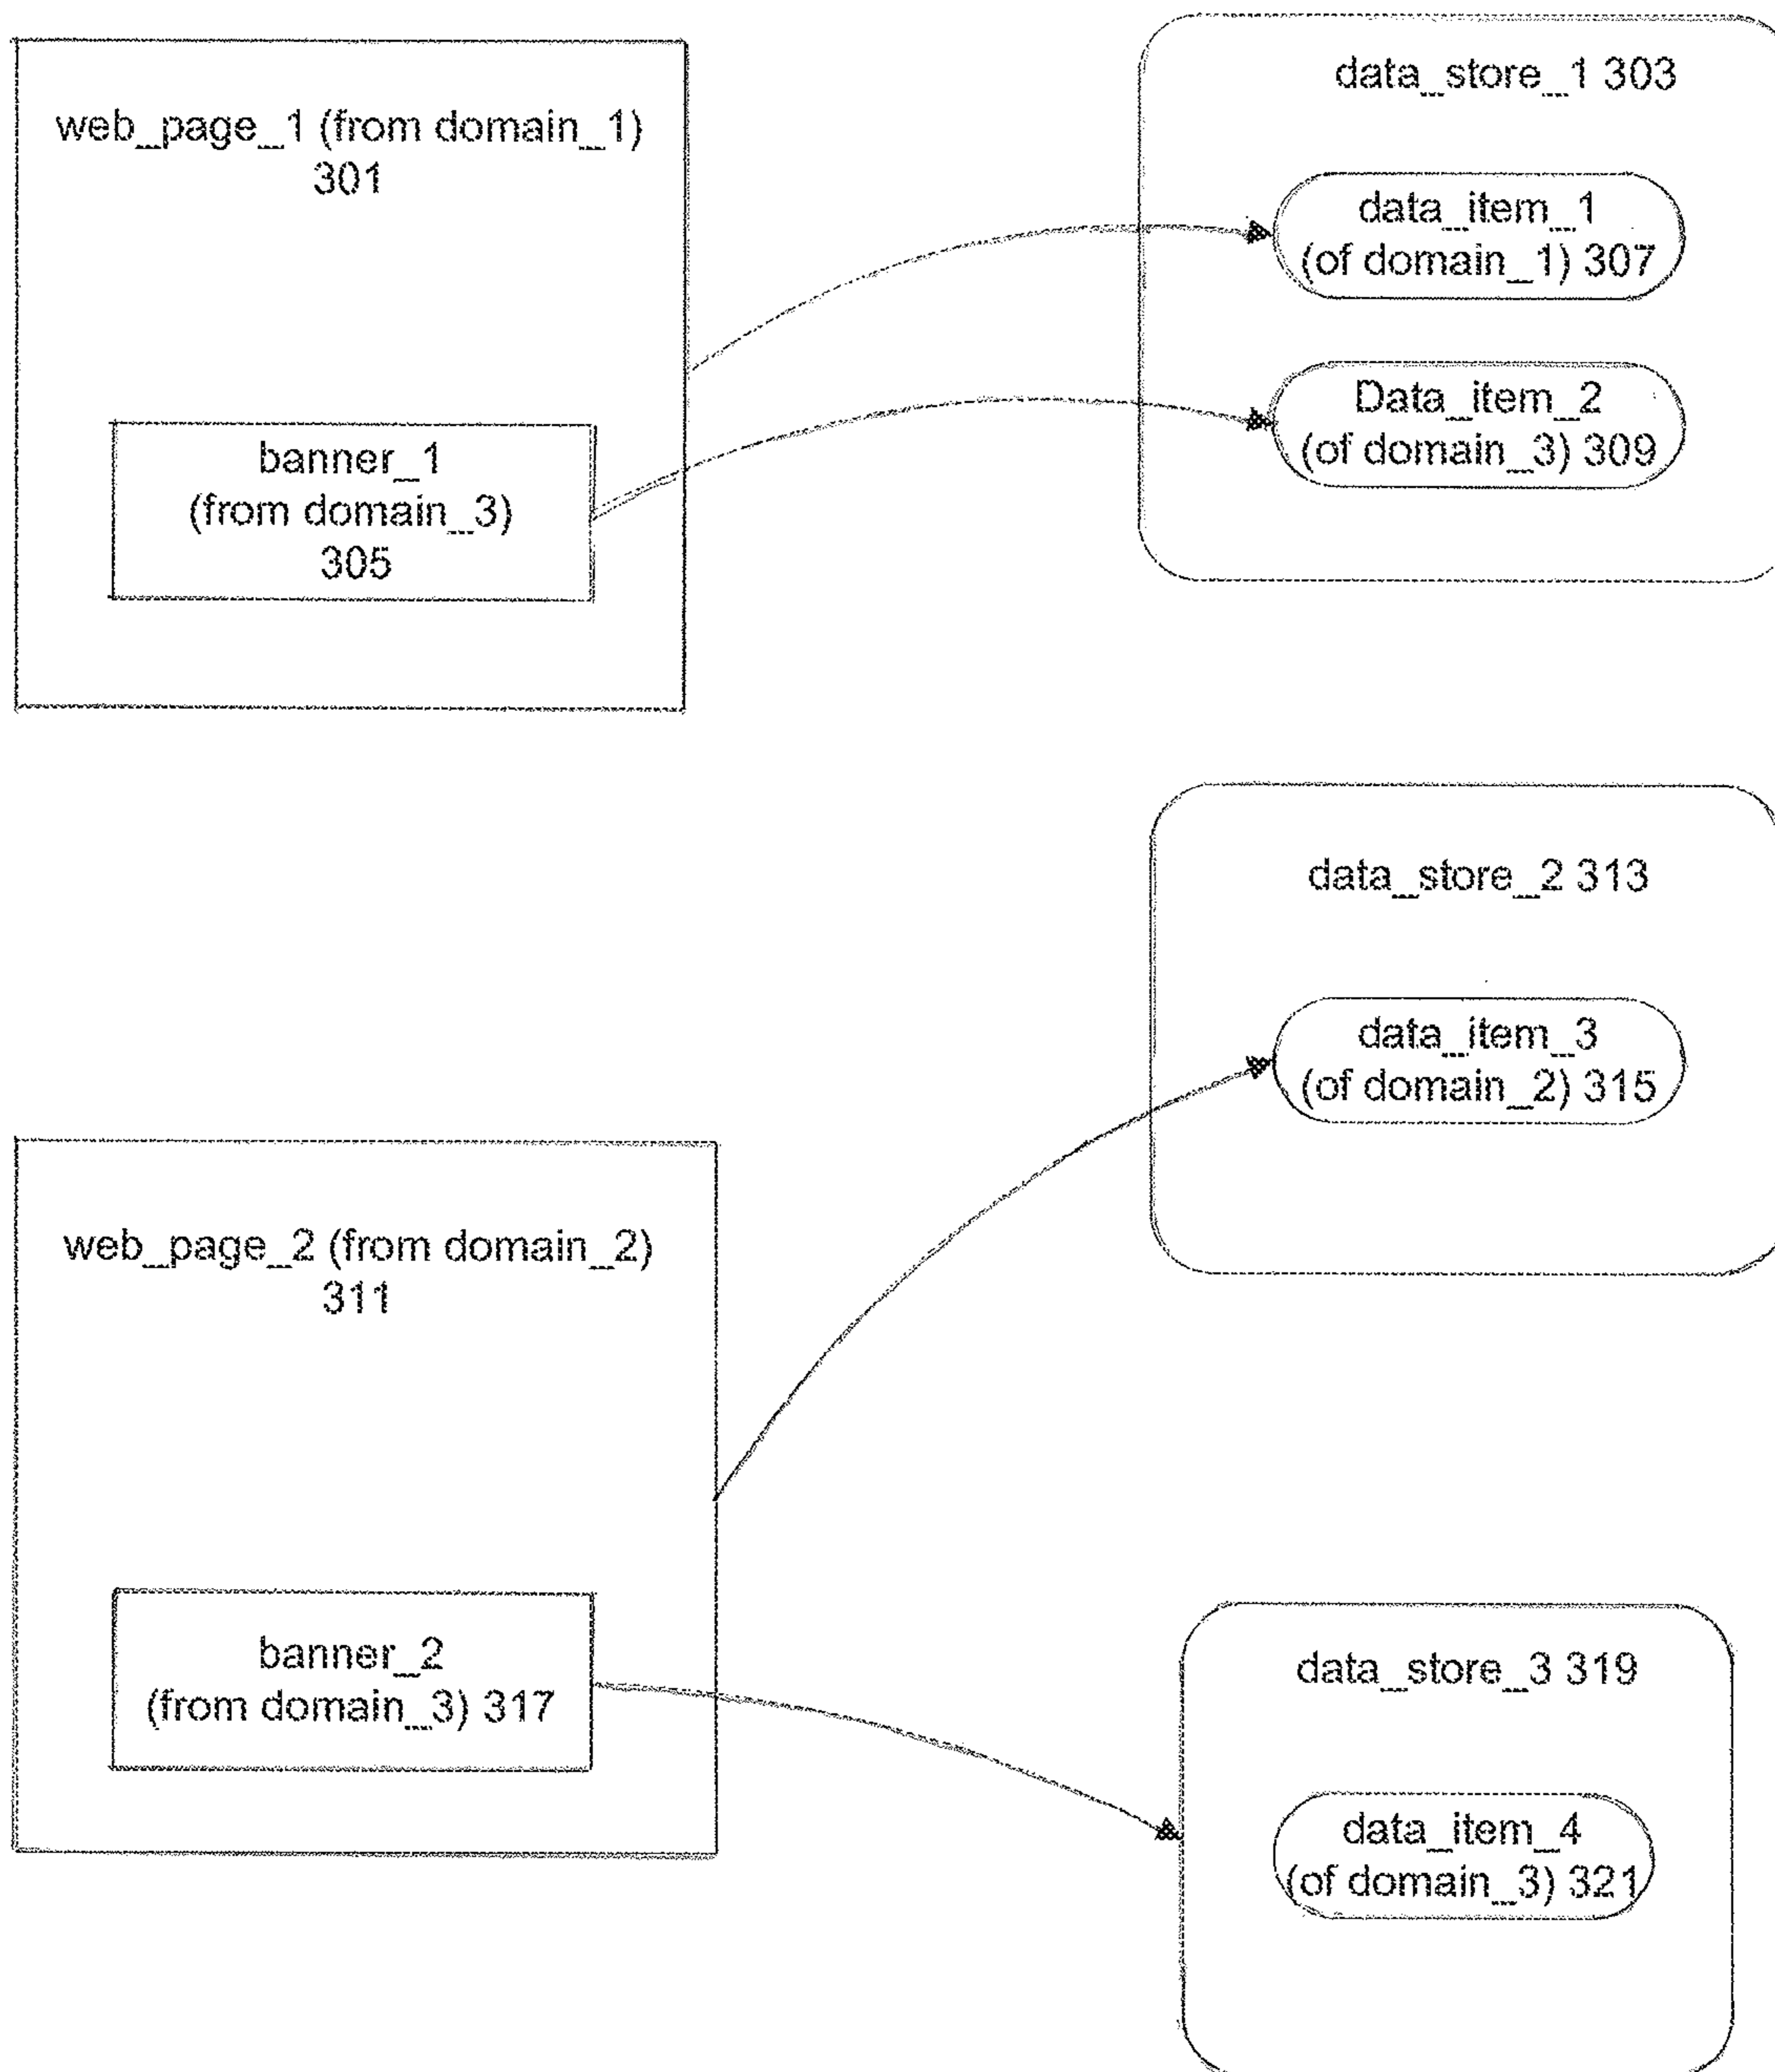 web_page_1 (from domain_1)
301
banner_1
(from domain_3)
305
data_store_1 303
data_item_1
(of domain_1) 307
Data_item_2
(of domain_3) 309
data_store_2 313
data_item_3
(of domain_2) 315
web_page_2 (from domain_2)
311
banner_2
(from domain_3) 317
data_store_3 319
data_item_4
(of domain_3) 321